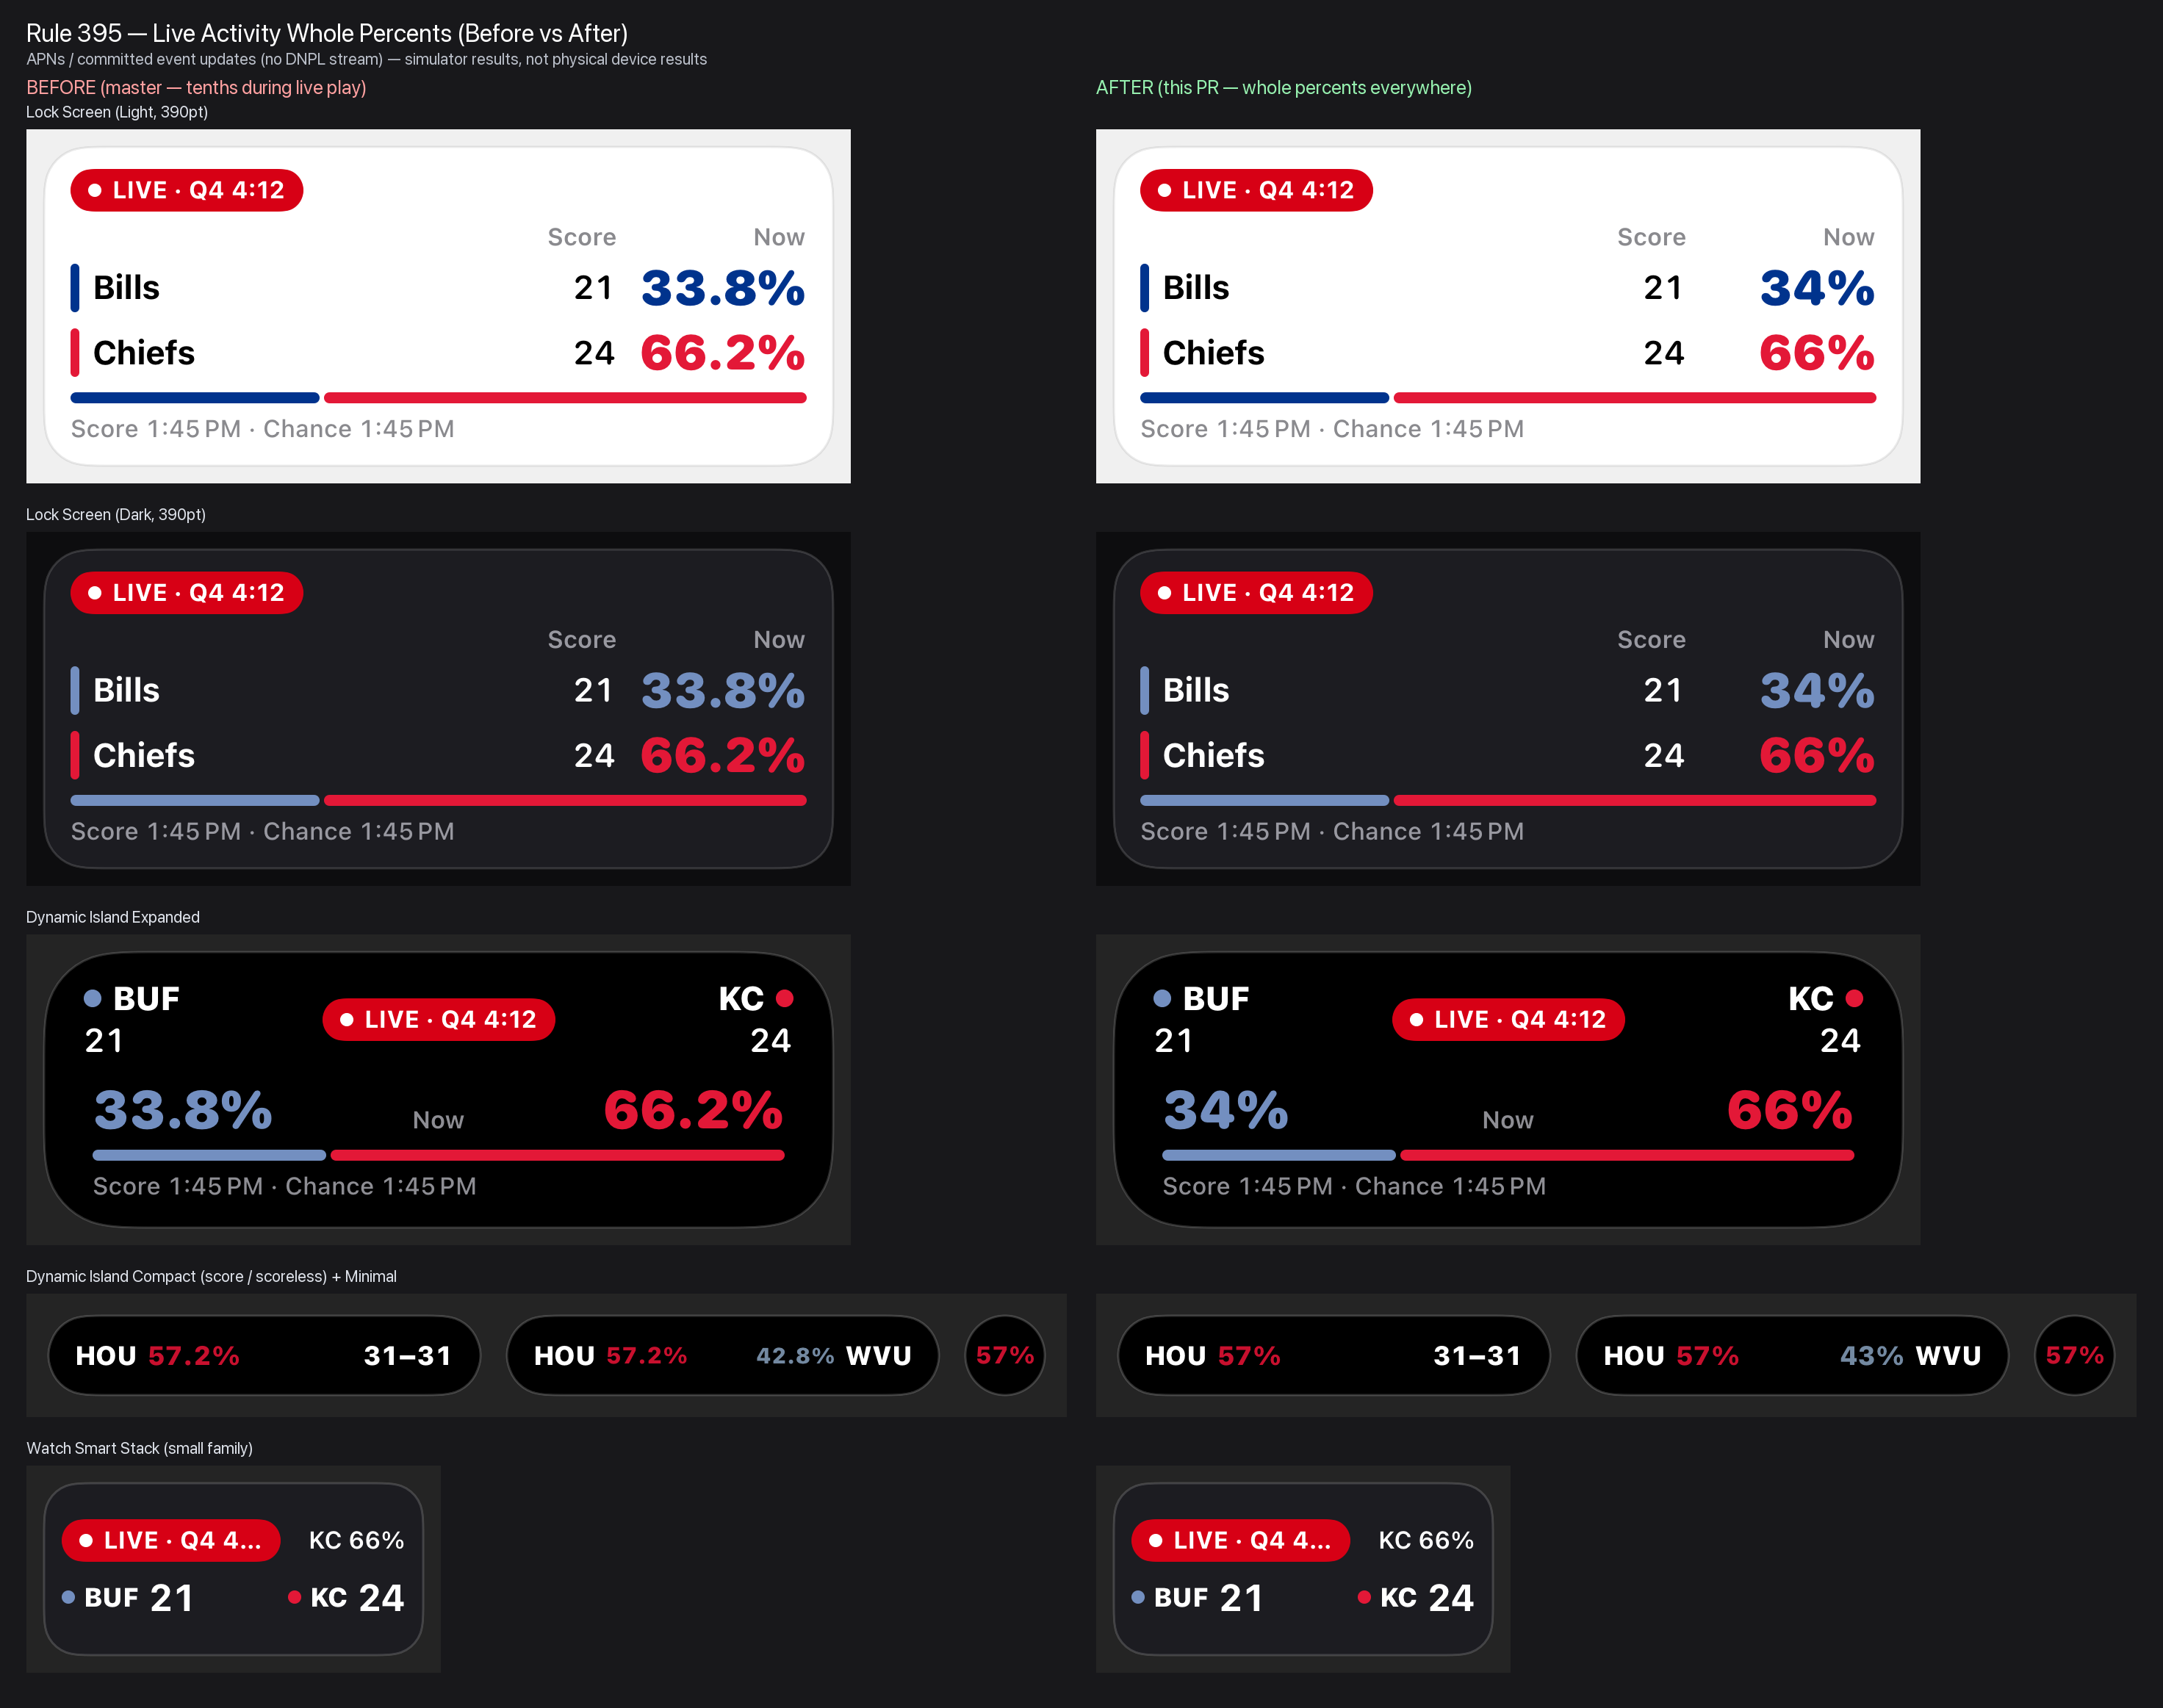 Rule 395 — Live Activity Whole Percents (Before vs After)
APNs / committed event updates (no DNPL stream) — simulator results, not physical device results
BEFORE (master — tenths during live play)
AFTER (this PR — whole percents everywhere)
Lock Screen (Light, 390pt)
LIVE · Q4 4:12
Score Now
Bills 21 33.8%
Chiefs 24 66.2%
Score 1:45 PM · Chance 1:45 PM
LIVE · Q4 4:12
Score Now
Bills 21 34%
Chiefs 24 66%
Score 1:45 PM · Chance 1:45 PM
Lock Screen (Dark, 390pt)
LIVE · Q4 4:12
Score Now
Bills 21 33.8%
Chiefs 24 66.2%
Score 1:45 PM · Chance 1:45 PM
LIVE · Q4 4:12
Score Now
Bills 21 34%
Chiefs 24 66%
Score 1:45 PM · Chance 1:45 PM
Dynamic Island Expanded
BUF LIVE · Q4 4:12 KC
21 24
33.8% Now 66.2%
Score 1:45 PM · Chance 1:45 PM
BUF LIVE · Q4 4:12 KC
21 24
34% Now 66%
Score 1:45 PM · Chance 1:45 PM
Dynamic Island Compact (score / scoreless) + Minimal
HOU 57.2% 31–31 HOU 57.2% 42.8% WVU 57%
HOU 57% 31–31 HOU 57% 43% WVU 57%
Watch Smart Stack (small family)
LIVE · Q4 4... KC 66%
BUF 21 KC 24
LIVE · Q4 4... KC 66%
BUF 21 KC 24